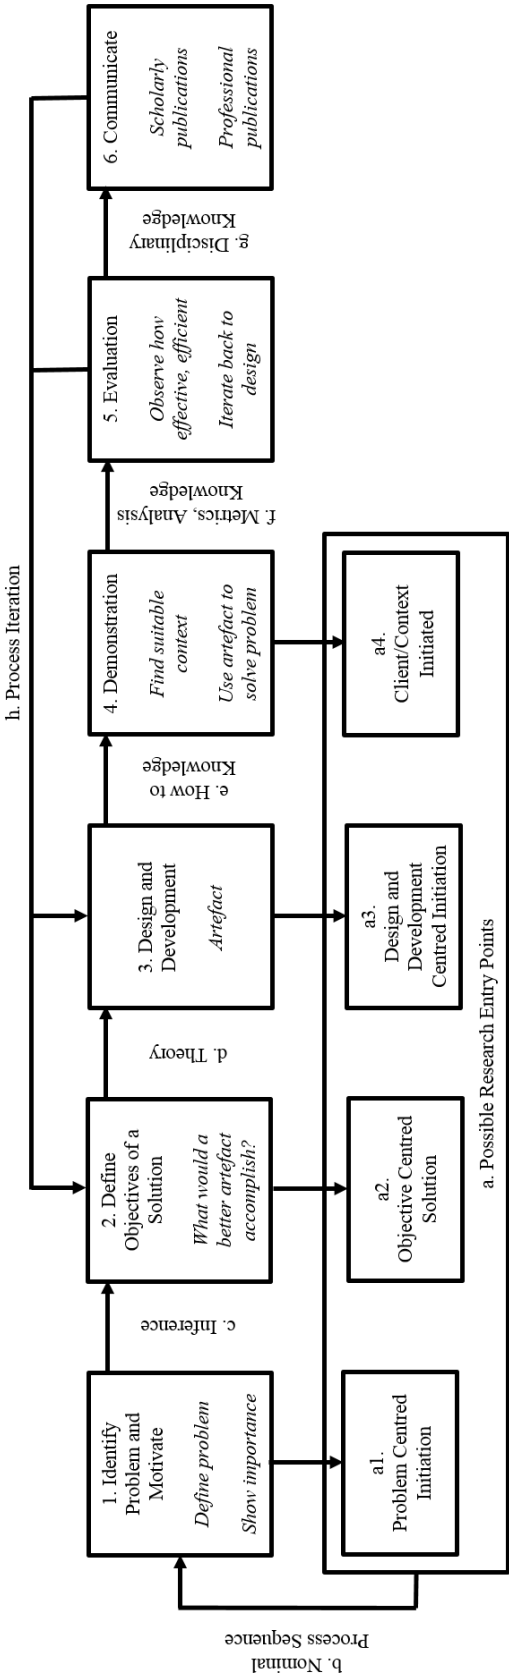 h. Process Iteration
1. Identify
Problem and
Motivate
Define problem
Show importance
c. Inference
2. Define
Objectives of a
Solution
What would a
better artefact
accomplish?
d. Theory
3. Design and
Development
Artefact
e. How to
Knowledge
4. Demonstration
Find suitable
context
Use artefact to
solve problem
f. Metrics, Analysis
Knowledge
5. Evaluation
Observe how
effective, efficient
Iterate back to
design
g. Disciplinary
Knowledge
6. Communicate
Scholarly
publications
Professional
publications
b. Nominal
Process Sequence
a1.
Problem Centred
Initiation
a2.
Objective Centred
Solution
a3.
Design and
Development
Centred Initiation
a4.
Client/Context
Initiated
a. Possible Research Entry Points